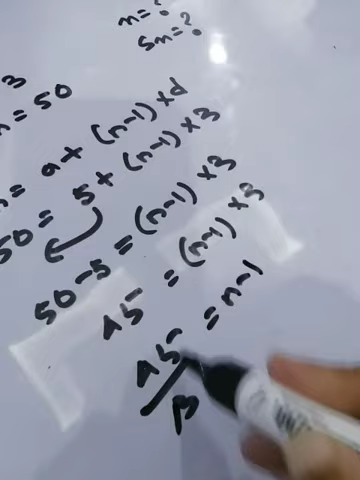 n=?
Sn=?
3
n = 50
= a+(n-1)×d
50= 5+(n-1)×3
50-5=(n-1)×3
45 = (n-1)×3
45/3 = n-1